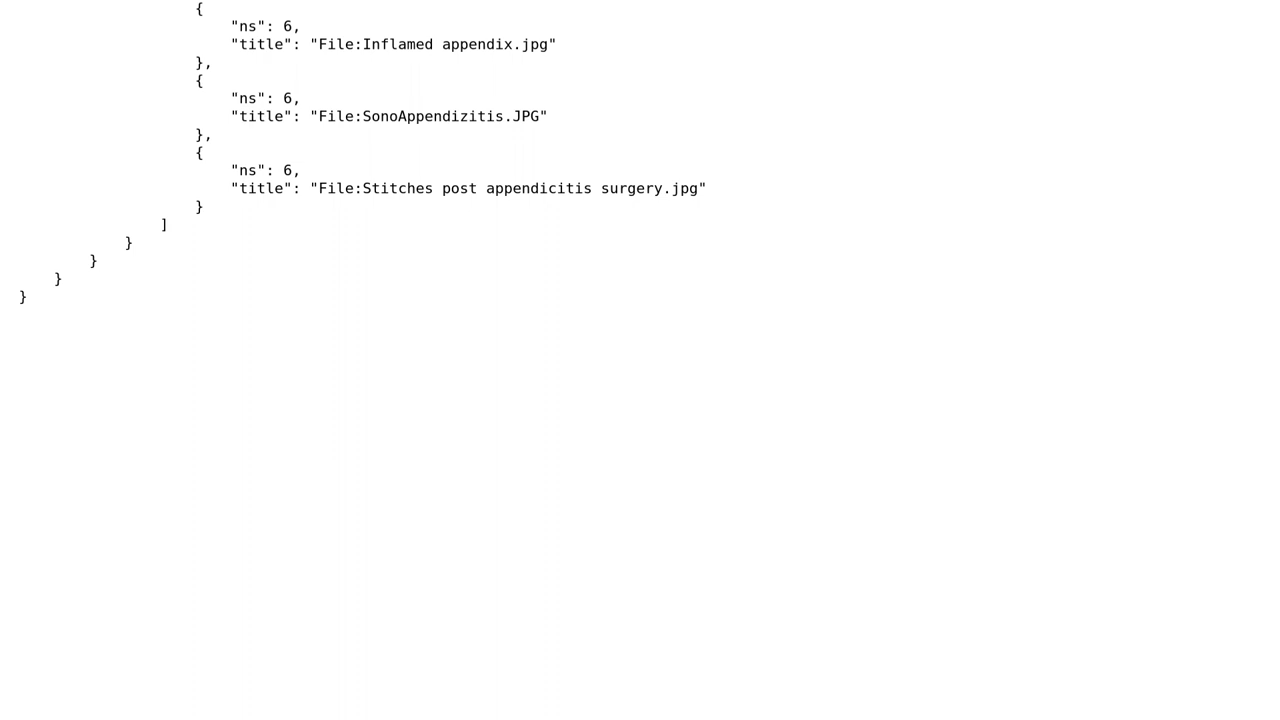 {
"ns": 6,
"title": "File:Inflamed appendix.jpg"
},
{
"ns": 6,
"title": "File:SonoAppendizitis.JPG"
},
{
"ns": 6,
"title": "File:Stitches post appendicitis surgery.jpg"
}
]
}
}
}
}